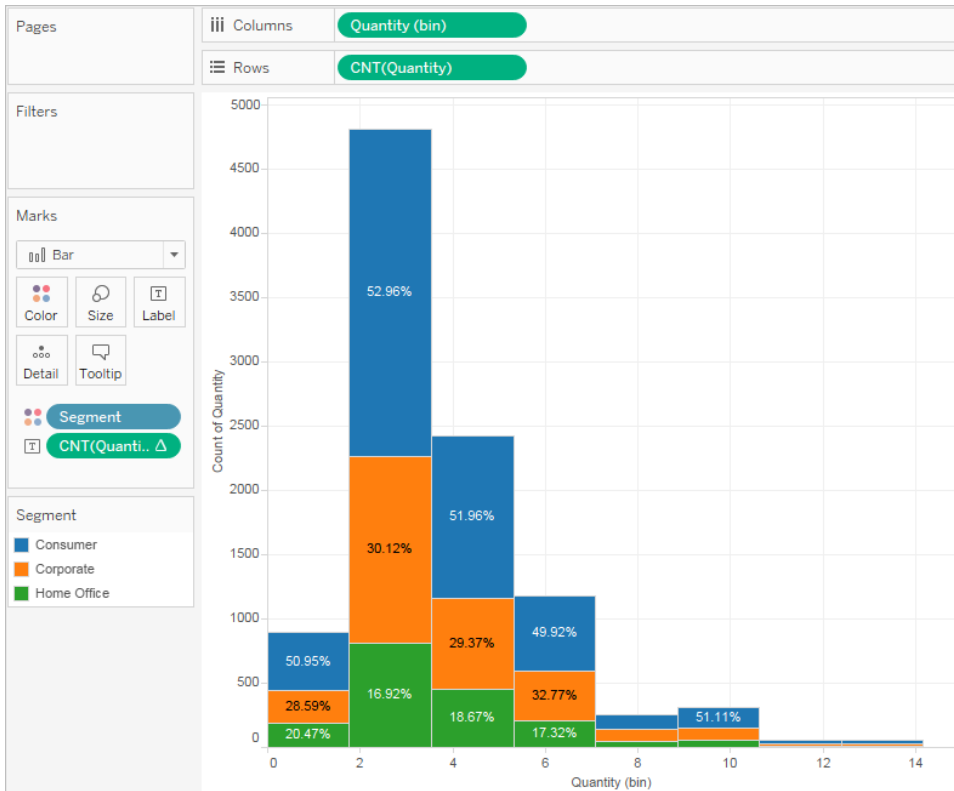 Pages
Columns
Quantity (bin)
Rows
CNT(Quantity)
Filters
Marks
Bar
Color
Size
Label
Detail
Tooltip
Segment
CNT(Quanti.. Δ
Segment
Consumer
Corporate
Home Office
5000
4500
4000
3500
3000
2500
2000
1500
1000
500
0
Count of Quantity
50.95%
28.59%
20.47%
52.96%
30.12%
16.92%
51.96%
29.37%
18.67%
49.92%
32.77%
17.32%
51.11%
0 2 4 6 8 10 12 14
Quantity (bin)